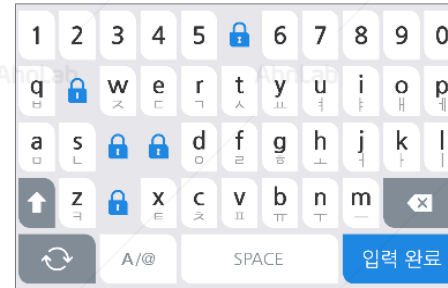 1 2 3 4 5 6 7 8 9 0
q w e r t y u i o p
ㅂ ㅈ ㄷ ㄱ ㅅ ㅛ ㅕ ㅑ ㅐ ㅔ
a s d f g h j k l
ㅁ ㄴ ㅇ ㄹ ㅎ ㅗ ㅓ ㅏ ㅣ
z x c v b n m
ㅋ ㅌ ㅊ ㅍ ㅠ ㅜ ㅡ
A/@ SPACE 입력 완료
AhnLab AhnLab